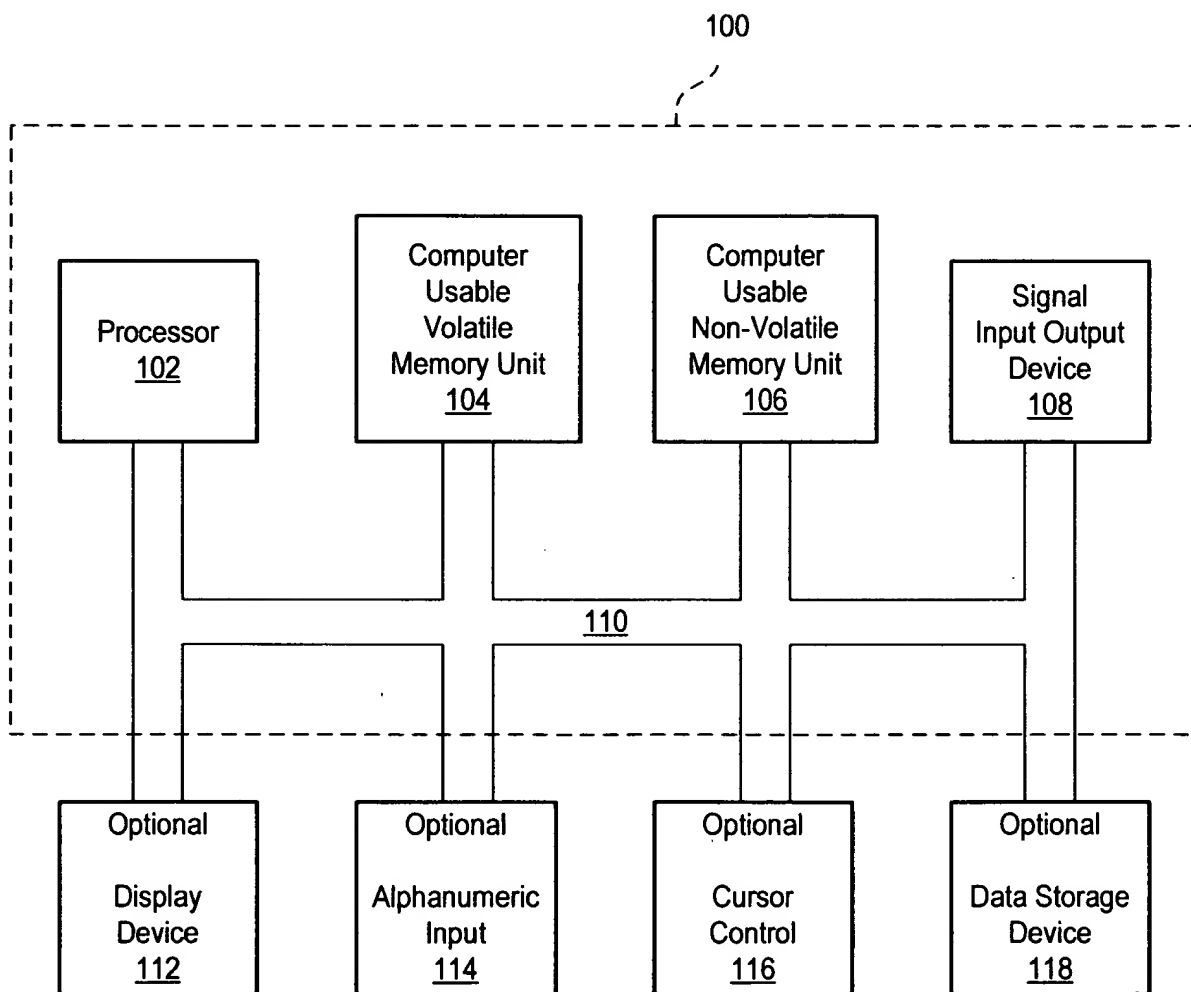 100
Processor
102
Computer
Usable
Volatile
Memory Unit
104
Computer
Usable
Non-Volatile
Memory Unit
106
Signal
Input Output
Device
108
110
Optional
Display
Device
112
Optional
Alphanumeric
Input
114
Optional
Cursor
Control
116
Optional
Data Storage
Device
118